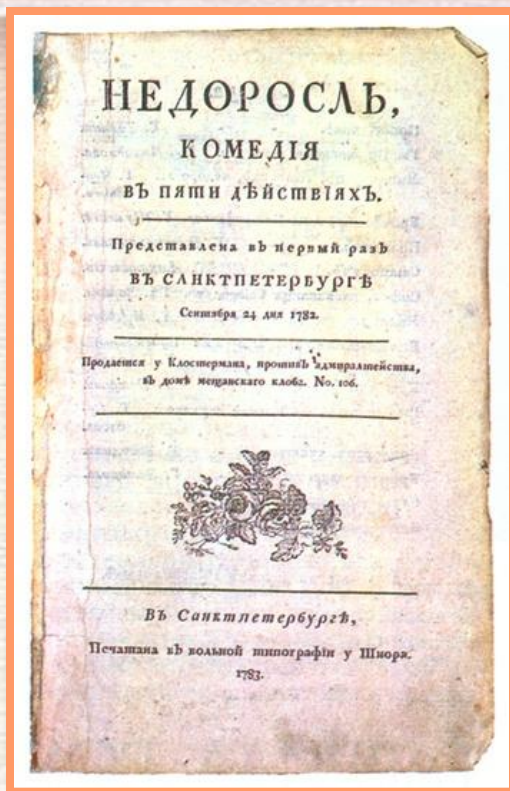 НЕДОРОСЛЬ,
КОМЕДІЯ
ВЪ ПЯТИ ДѢЙСТВІЯХЪ.
Представлена въ первый разъ
ВЪ САНКТПЕТЕРБУРГѢ
Сентября 24 дня 1782.
Продается у Клостермана, противъ адмиралтейства,
въ домѣ мещанскаго клоба. No. 106.
Въ Санктпетербургѣ,
Печатана въ вольной типографіи у Шнора.
1783.